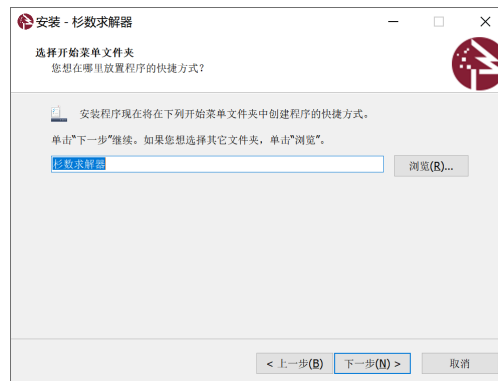 安装 - 杉数求解器
选择开始菜单文件夹
您想在哪里放置程序的快捷方式?
安装程序现在将在下列开始菜单文件夹中创建程序的快捷方式。
单击“下一步”继续。如果您想选择其它文件夹，单击“浏览”。
杉数求解器
浏览(R)...
< 上一步(B)
下一步(N) >
取消